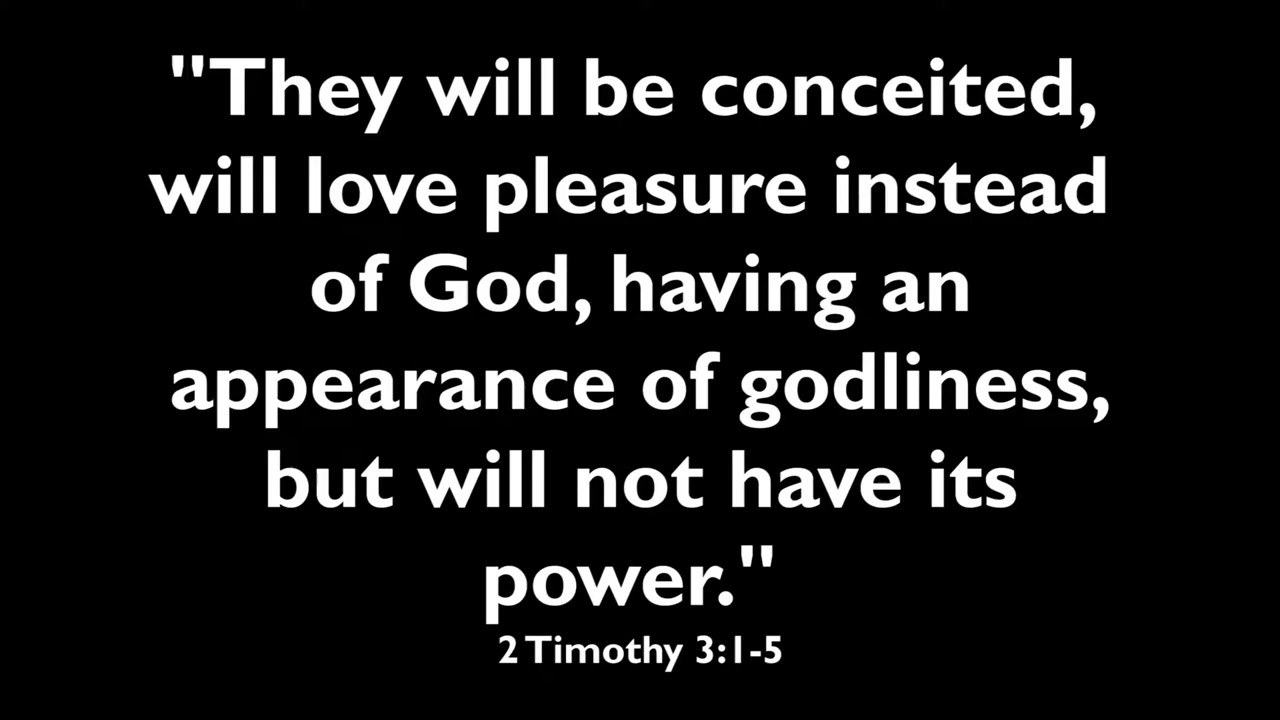 "They will be conceited,
will love pleasure instead
of God, having an
appearance of godliness,
but will not have its
power."
2 Timothy 3:1-5